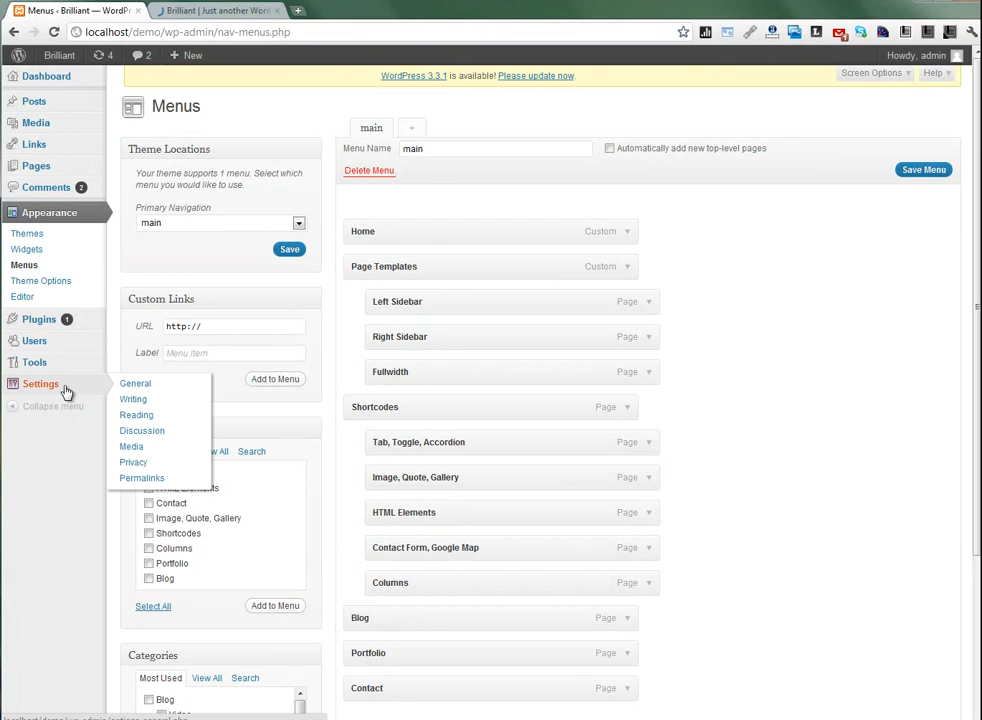 Menus ‹ Brilliant — WordPr
Brilliant | Just another Word
localhost/demo/wp-admin/nav-menus.php
Brilliant 4 2 + New Howdy, admin
WordPress 3.3.1 is available! Please update now.
Screen Options Help
Dashboard
Posts
Media
Links
Pages
Comments 2
Appearance
Themes
Widgets
Menus
Theme Options
Editor
Plugins 1
Users
Tools
Settings
Collapse menu
General
Writing
Reading
Discussion
Media
Privacy
Permalinks
Menus
Theme Locations
Your theme supports 1 menu. Select which
menu you would like to use.
Primary Navigation
main
Save
Custom Links
URL http://
Label Menu Item
Add to Menu
View All Search
HTML Elements
Contact
Image, Quote, Gallery
Shortcodes
Columns
Portfolio
Blog
Select All Add to Menu
Categories
Most Used View All Search
Blog
main +
Menu Name main Automatically add new top-level pages
Delete Menu Save Menu
Home Custom
Page Templates Custom
Left Sidebar Page
Right Sidebar Page
Fullwidth Page
Shortcodes Page
Tab, Toggle, Accordion Page
Image, Quote, Gallery Page
HTML Elements Page
Contact Form, Google Map Page
Columns Page
Blog Page
Portfolio Page
Contact Page